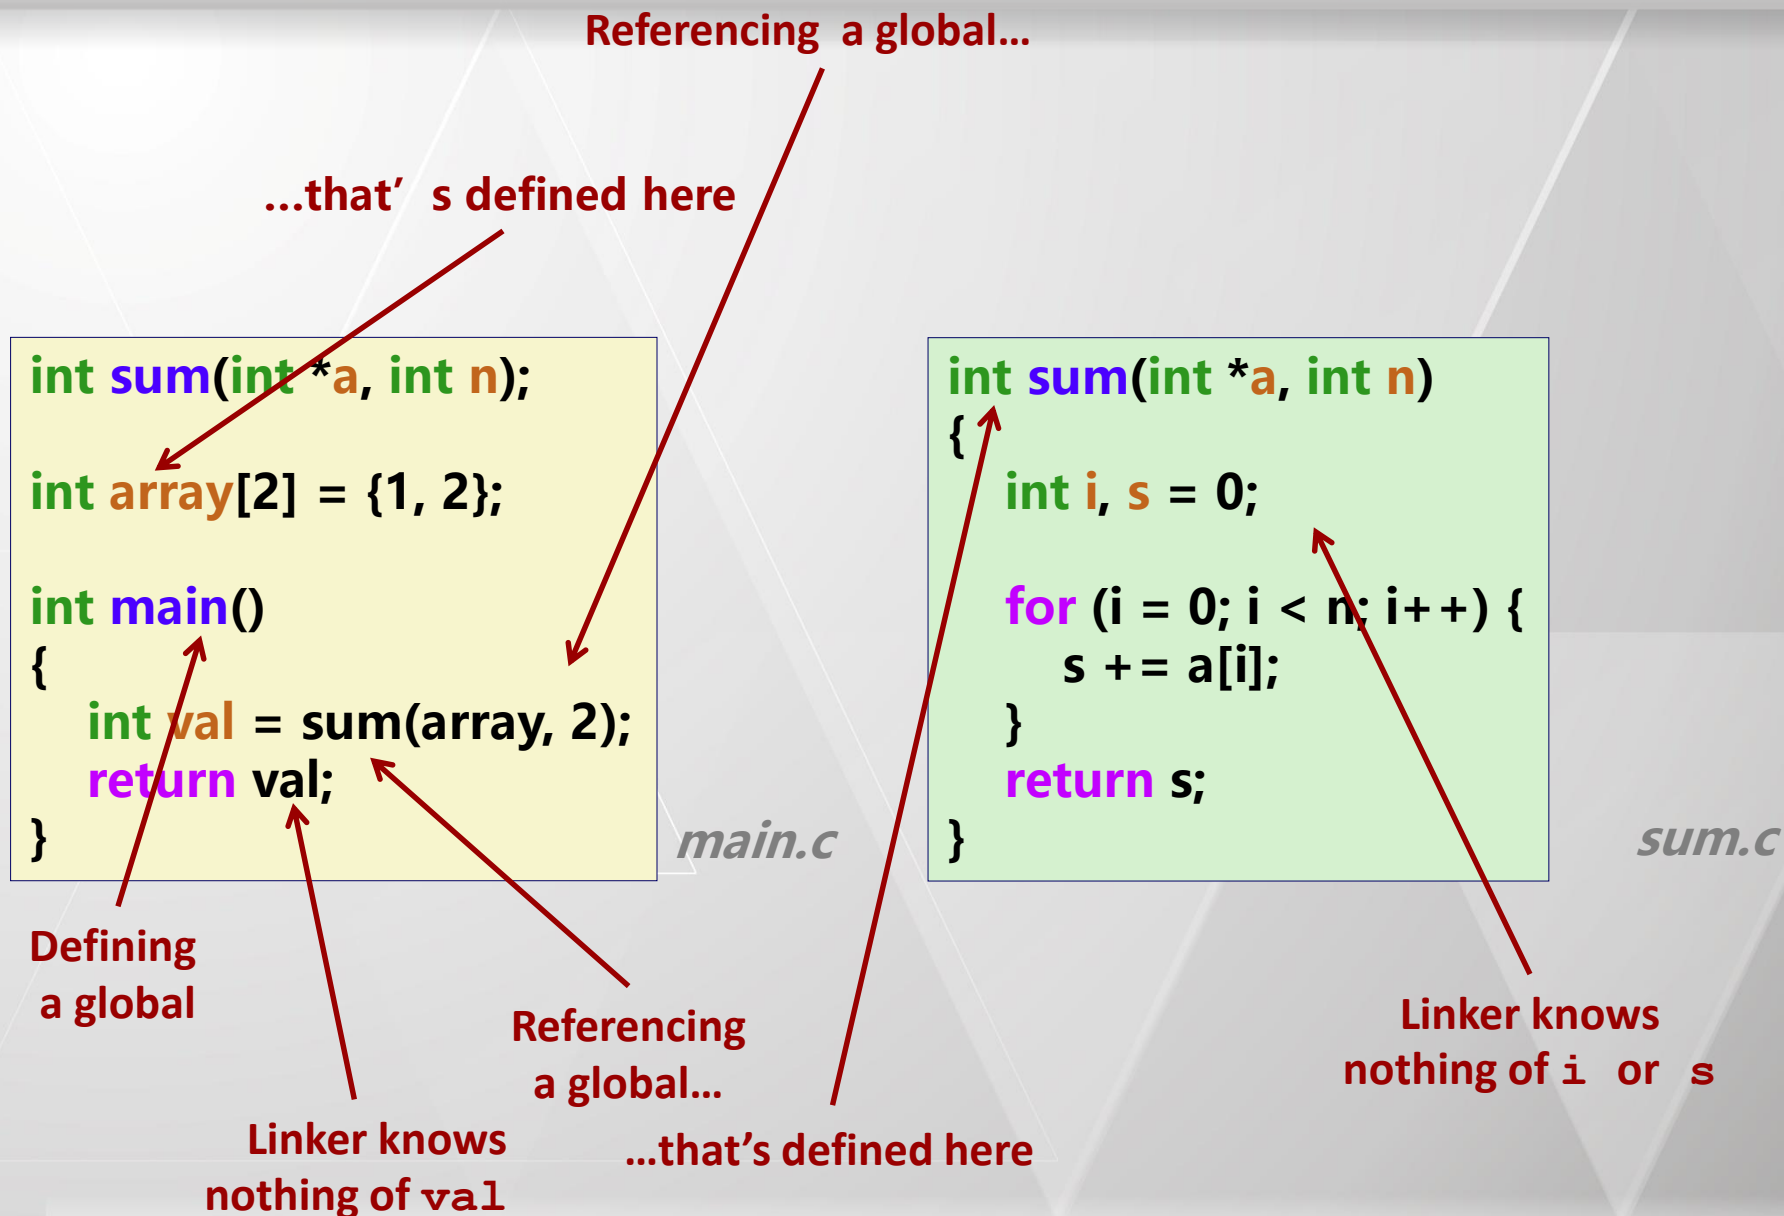 Referencing  a global…
…that’ s defined here
int sum(int *a, int n);
int array[2] = {1, 2};
int main()
{
   int val = sum(array, 2);
   return val;
}
main.c
int sum(int *a, int n)
{
   int i, s = 0;
   for (i = 0; i < n; i++) {
      s += a[i];
   }
   return s;
}
sum.c
Defining
a global
Linker knows
nothing of val
Referencing
a global…
…that's defined here
Linker knows
nothing of i or s